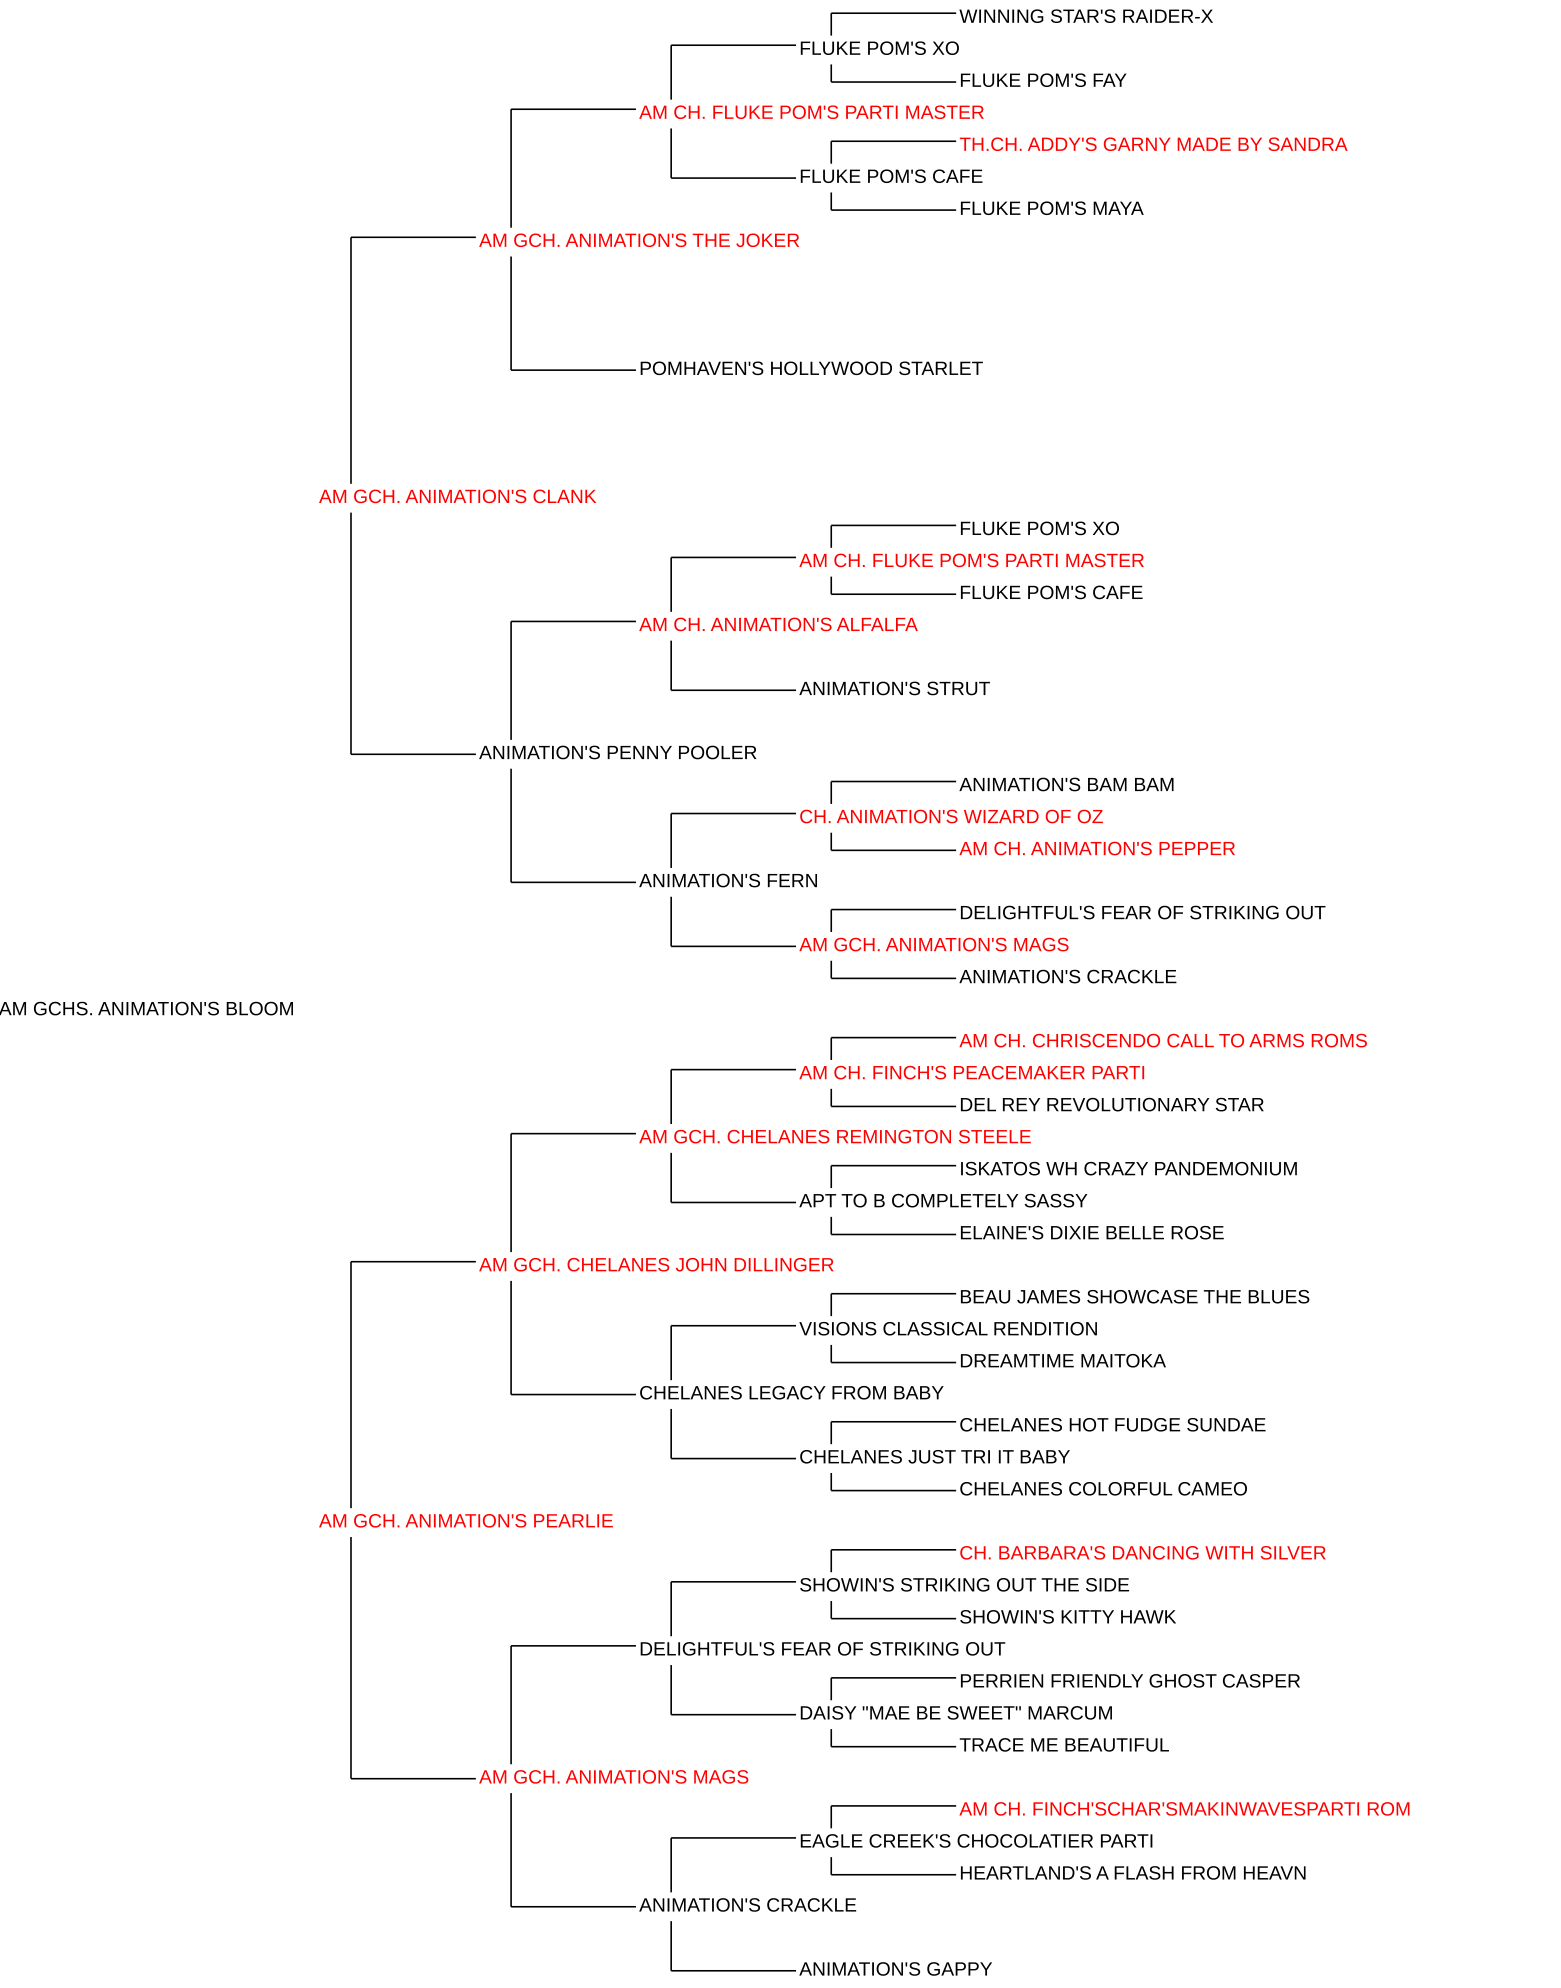 WINNING STAR'S RAIDER-X
FLUKE POM'S XO
FLUKE POM'S FAY
AM CH. FLUKE POM'S PARTI MASTER
TH.CH. ADDY'S GARNY MADE BY SANDRA
FLUKE POM'S CAFE
FLUKE POM'S MAYA
AM GCH. ANIMATION'S THE JOKER
POMHAVEN'S HOLLYWOOD STARLET
AM GCH. ANIMATION'S CLANK
FLUKE POM'S XO
AM CH. FLUKE POM'S PARTI MASTER
FLUKE POM'S CAFE
AM CH. ANIMATION'S ALFALFA
ANIMATION'S STRUT
ANIMATION'S PENNY POOLER
ANIMATION'S BAM BAM
CH. ANIMATION'S WIZARD OF OZ
AM CH. ANIMATION'S PEPPER
ANIMATION'S FERN
DELIGHTFUL'S FEAR OF STRIKING OUT
AM GCH. ANIMATION'S MAGS
ANIMATION'S CRACKLE
AM GCHS. ANIMATION'S BLOOM
AM CH. CHRISCENDO CALL TO ARMS ROMS
AM CH. FINCH'S PEACEMAKER PARTI
DEL REY REVOLUTIONARY STAR
AM GCH. CHELANES REMINGTON STEELE
ISKATOS WH CRAZY PANDEMONIUM
APT TO B COMPLETELY SASSY
ELAINE'S DIXIE BELLE ROSE
AM GCH. CHELANES JOHN DILLINGER
BEAU JAMES SHOWCASE THE BLUES
VISIONS CLASSICAL RENDITION
DREAMTIME MAITOKA
CHELANES LEGACY FROM BABY
CHELANES HOT FUDGE SUNDAE
CHELANES JUST TRI IT BABY
CHELANES COLORFUL CAMEO
AM GCH. ANIMATION'S PEARLIE
CH. BARBARA'S DANCING WITH SILVER
SHOWIN'S STRIKING OUT THE SIDE
SHOWIN'S KITTY HAWK
DELIGHTFUL'S FEAR OF STRIKING OUT
PERRIEN FRIENDLY GHOST CASPER
DAISY "MAE BE SWEET" MARCUM
TRACE ME BEAUTIFUL
AM GCH. ANIMATION'S MAGS
AM CH. FINCH'SCHAR'SMAKINWAVESPARTI ROM
EAGLE CREEK'S CHOCOLATIER PARTI
HEARTLAND'S A FLASH FROM HEAVN
ANIMATION'S CRACKLE
ANIMATION'S GAPPY